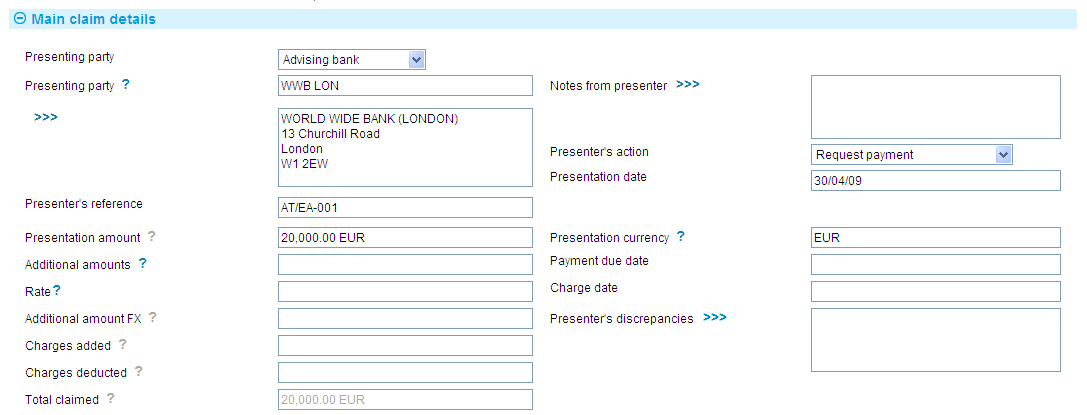 Main claim details
Presenting party Advising bank
Presenting party ? WWB LON Notes from presenter >>>
>>> WORLD WIDE BANK (LONDON)
13 Churchill Road
London
W1 2EW
Presenter's action Request payment
Presentation date 30/04/09
Presenter's reference AT/EA-001
Presentation amount ? 20,000.00 EUR Presentation currency ? EUR
Additional amounts ? Payment due date
Rate ? Charge date
Additional amount FX ? Presenter's discrepancies >>>
Charges added ?
Charges deducted ?
Total claimed ? 20,000.00 EUR